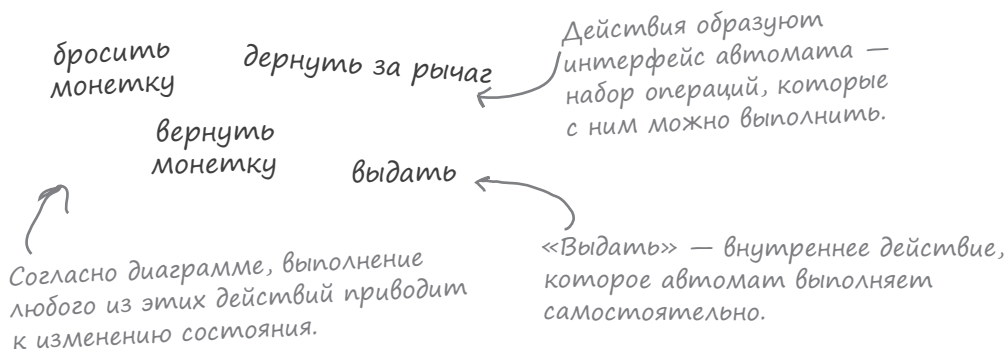 бросить
монетку
дернуть за рычаг
Действия образуют
интерфейс автомата —
набор операций, которые
с ним можно выполнить.
вернуть
монетку
выдать
Согласно диаграмме, выполнение
любого из этих действий приводит
к изменению состояния.
«Выдать» — внутреннее действие,
которое автомат выполняет
самостоятельно.